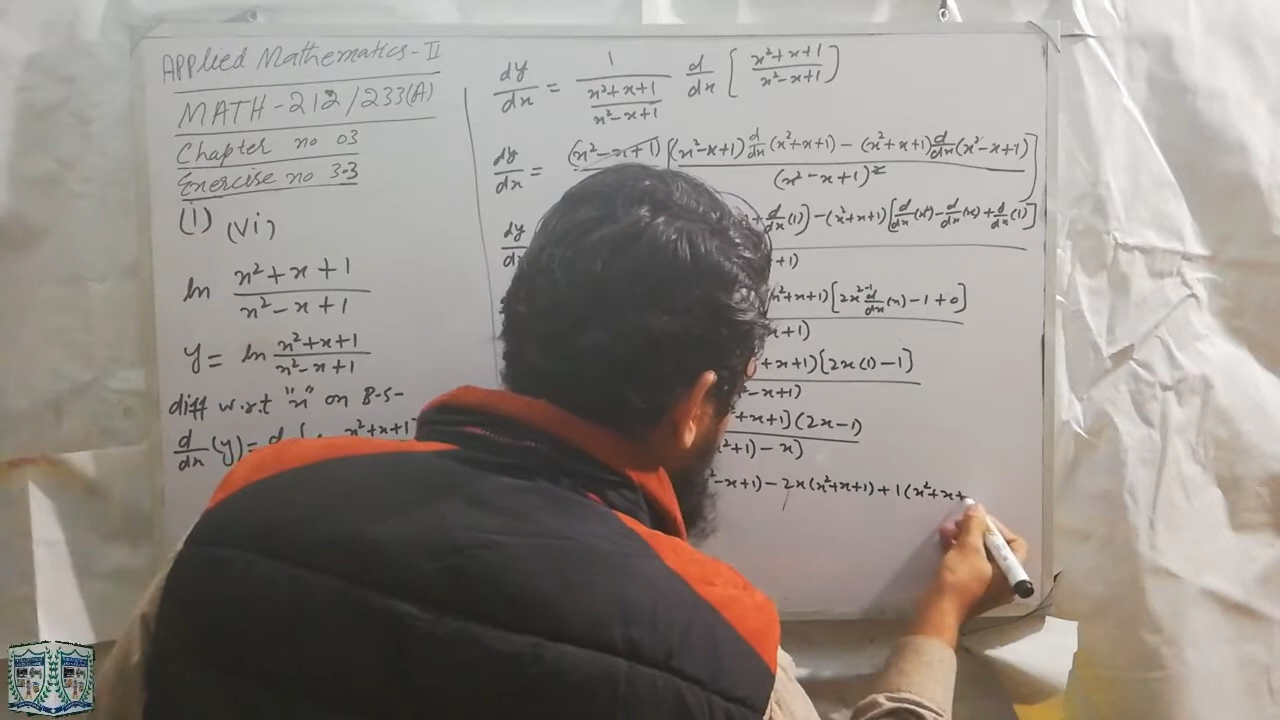 Applied Mathematics-II
MATH-212/233(A)
Chapter no 03
Exercise no 3.3
(i) (vi)
ln (x²+x+1)/(x²-x+1)
y = ln (x²+x+1)/(x²-x+1)
diff w.r.t "x" on B.S-
d/dx (y) = x²+x+1
dy/dx = 1/((x²+x+1)/(x²-x+1)) d/dx [(x²+x+1)/(x²-x+1)]
dy/dx = (x²-x+1) [(x²-x+1) d/dx (x²+x+1) - (x²+x+1) d/dx (x²-x+1)]
(x²-x+1)²
dy/dx + d/dx (1)] - (x²+x+1) [d/dx (x²) - d/dx (x) + d/dx (1)]
+1)
x²+x+1) [2x²⁻¹ d/dx (x) - 1 + 0]
x+1)
+x+1) [2x(1) - 1]
-x+1)
+x+1) (2x-1)
²+1) - x)
²-x+1) - 2x(x²+x+1) + 1(x²+x+